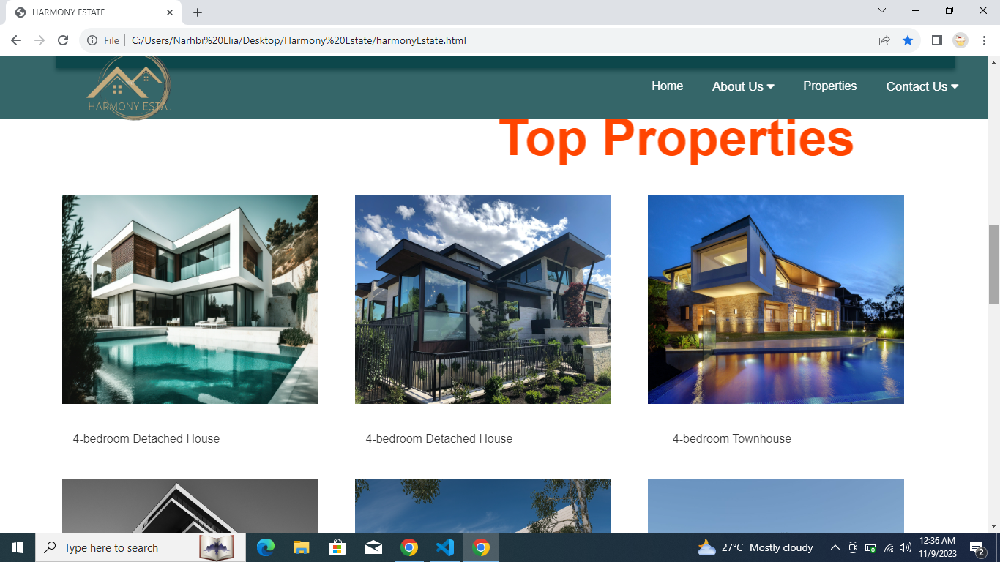 HARMONY ESTATE
File
C:/Users/Narhbi%20Elia/Desktop/Harmony%20Estate/harmonyEstate.html
HARMONY ESTA
Home
About Us
Properties
Contact Us
Top Properties
4-bedroom Detached House
4-bedroom Detached House
4-bedroom Townhouse
Type here to search
27°C Mostly cloudy
12:36 AM
11/9/2023
2